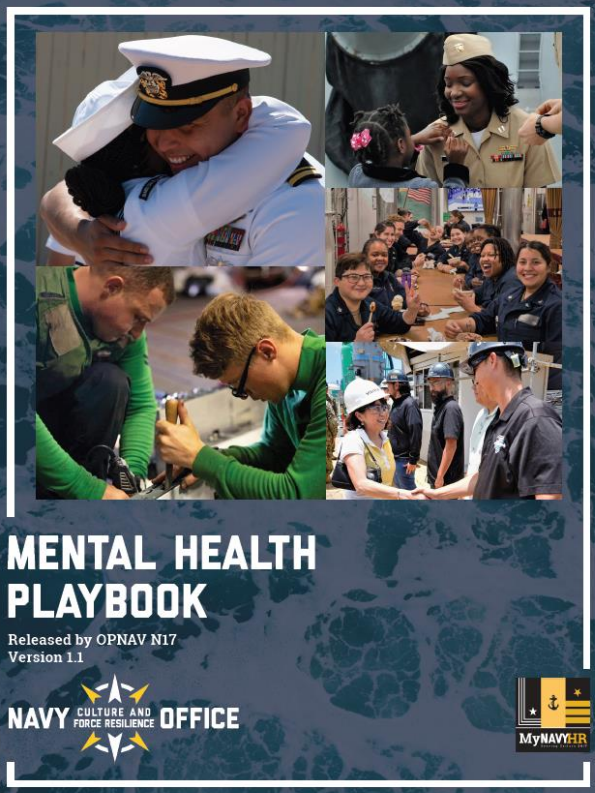 MENTAL HEALTH
PLAYBOOK
Released by OPNAV N17
Version 1.1
NAVY CULTURE AND FORCE RESILIENCE OFFICE
MyNAVYHR